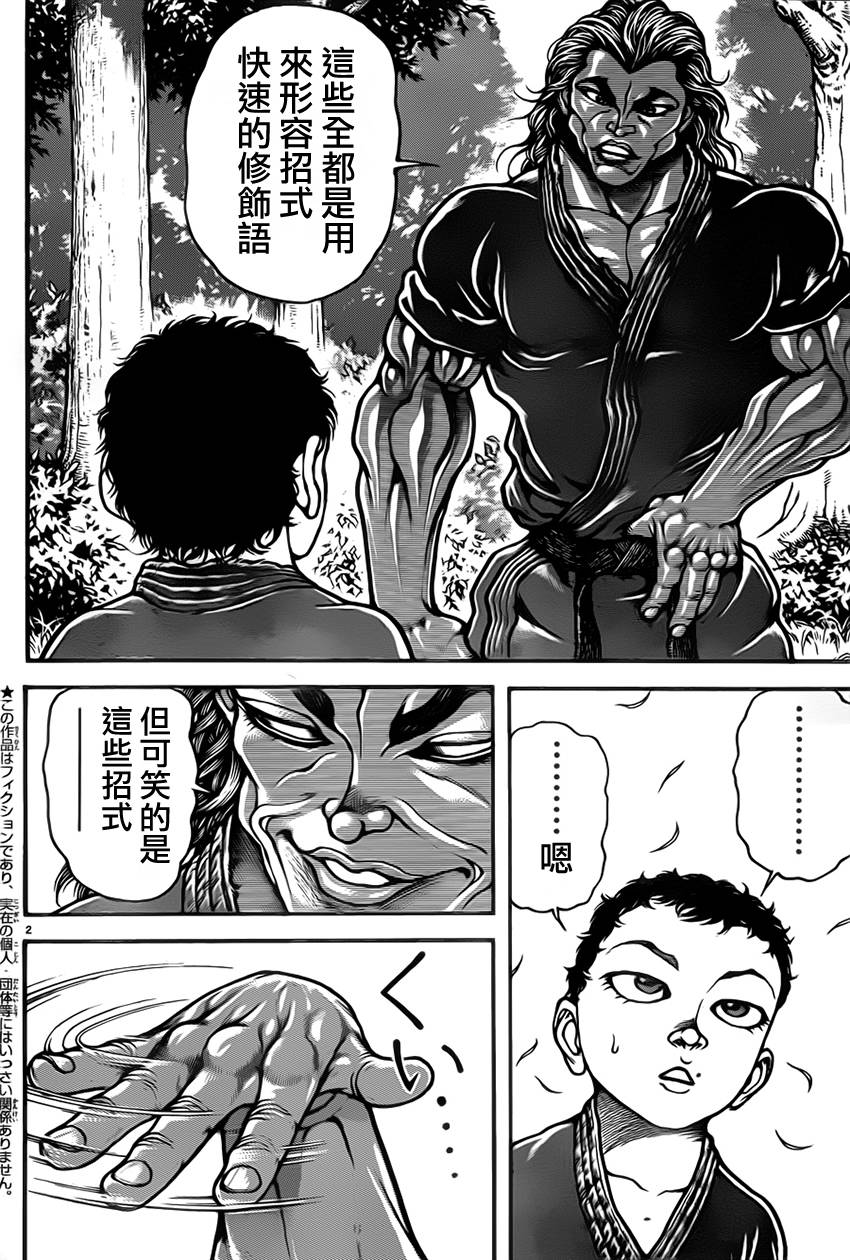 這些全都是用
來形容招式
快速的修飾語
………
………嗯
但可笑的是
這些招式
——
くい…
2
★この作品はフィクションであり、実在の個人・団体等にはいっさい関係ありません。